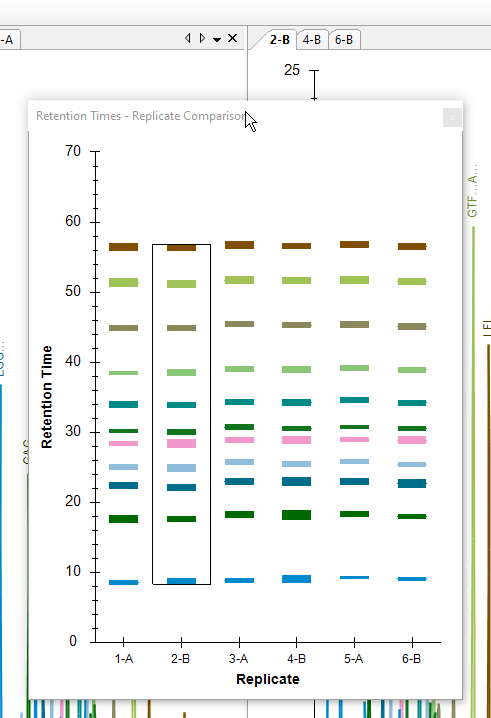 -A
2-B 4-B 6-B
25
Retention Times - Replicate Comparison
x
70
60
50
40
30
20
10
0
Retention Time
1-A 2-B 3-A 4-B 5-A 6-B
Replicate
GTF...A...